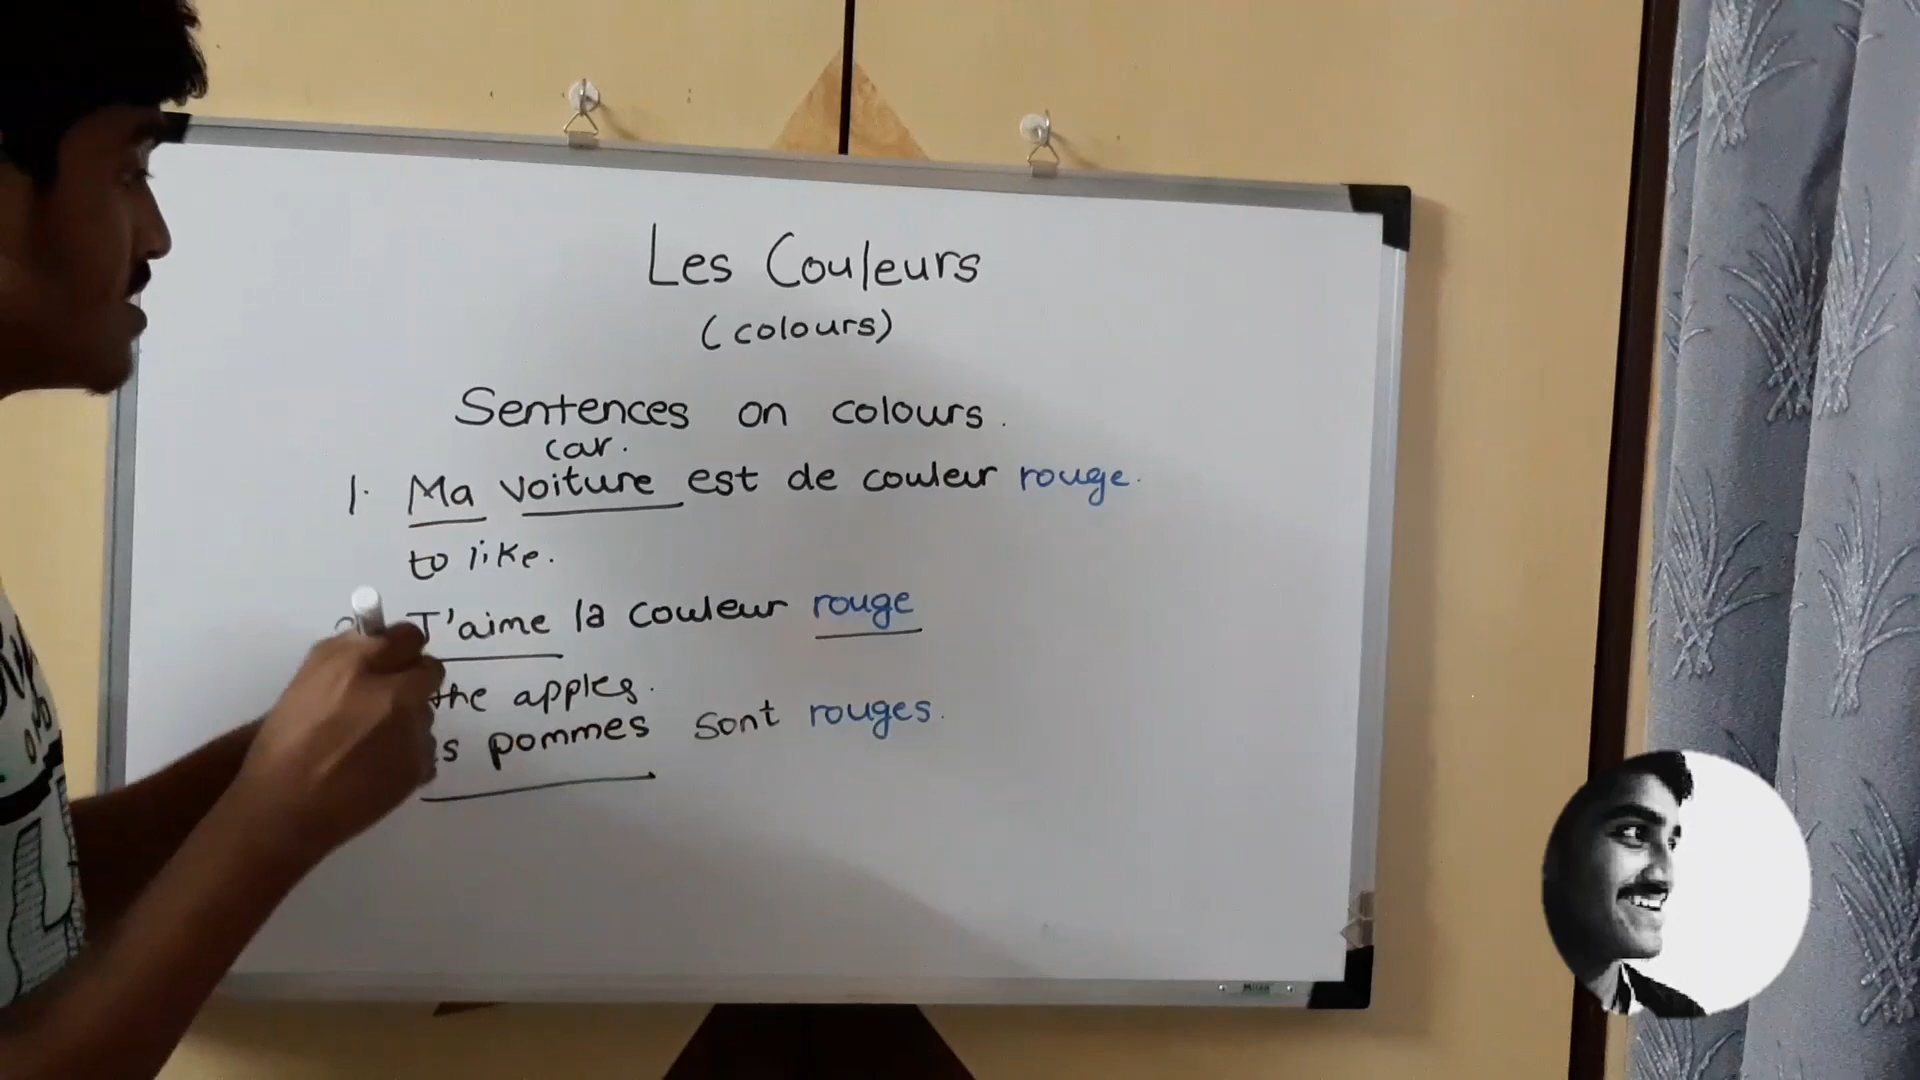 Les Couleurs
(colours)
Sentences on colours.
car.
1. Ma voiture est de couleur rouge.
to like.
J'aime la couleur rouge
the apples.
pommes sont rouges.